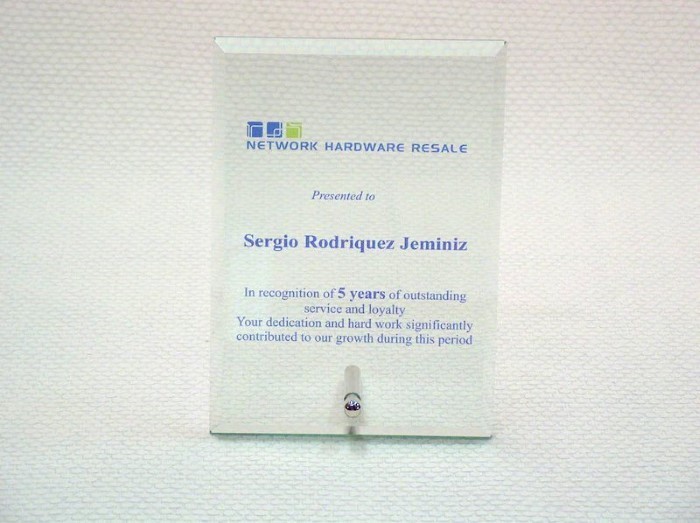 NETWORK HARDWARE RESALE
Presented to
Sergio Rodriquez Jeminiz
In recognition of 5 years of outstanding
service and loyalty
Your dedication and hard work significantly
contributed to our growth during this period